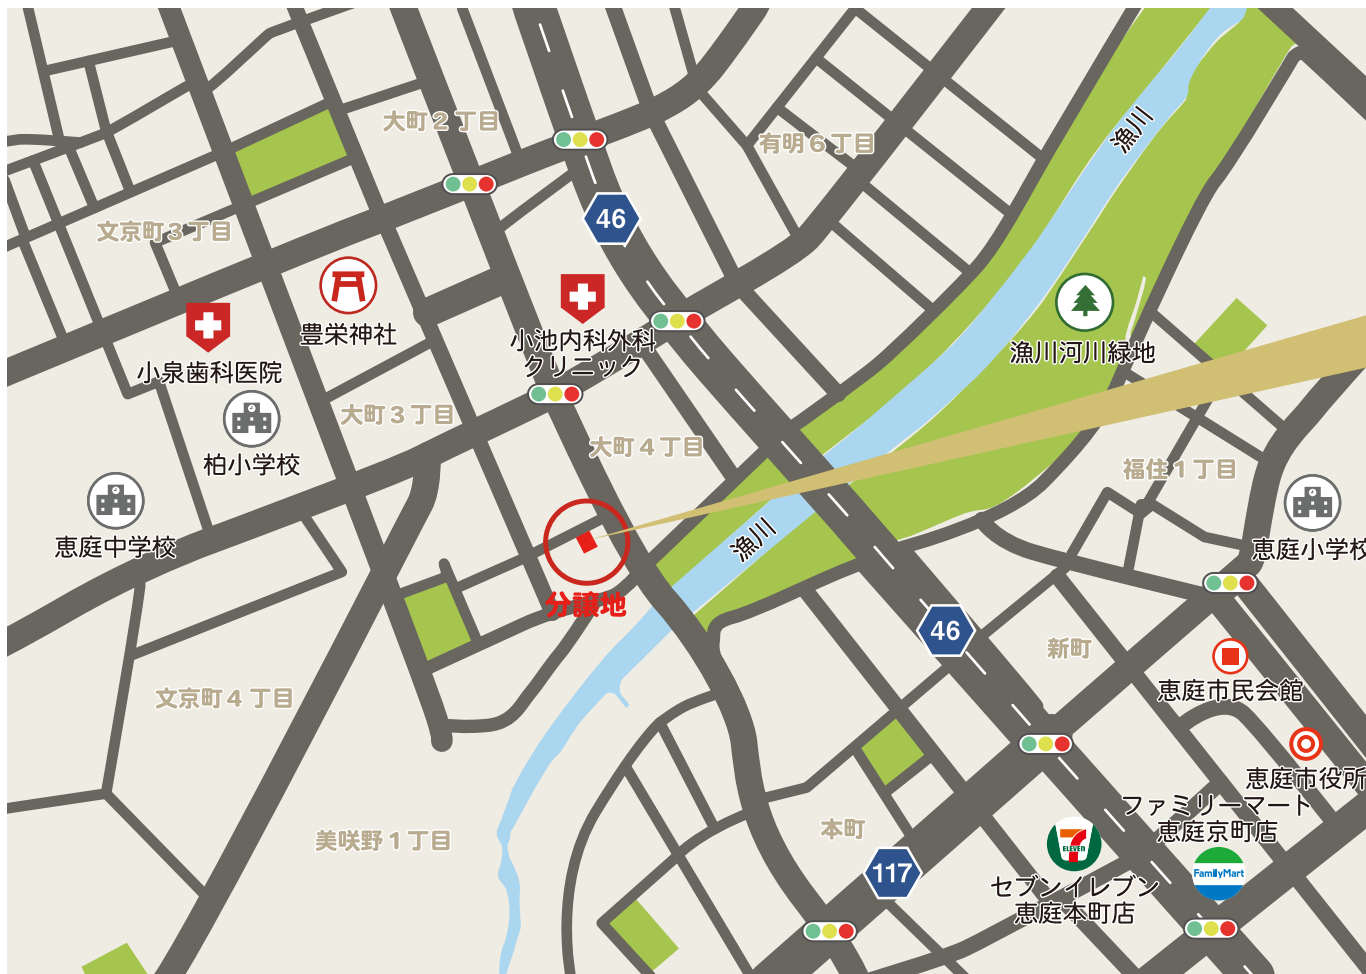 漁川
大町2丁目
有明6丁目
46
文京町3丁目
豊栄神社
小池内科外科
クリニック
漁川河川緑地
小泉歯科医院
大町3丁目
大町4丁目
柏小学校
福住1丁目
恵庭中学校
漁川
恵庭小学校
分譲地
46
新町
文京町4丁目
恵庭市民会館
恵庭市役所
美咲野1丁目
本町
ファミリーマート
恵庭京町店
7
ELEVEN
FamilyMart
117
セブンイレブン
恵庭本町店